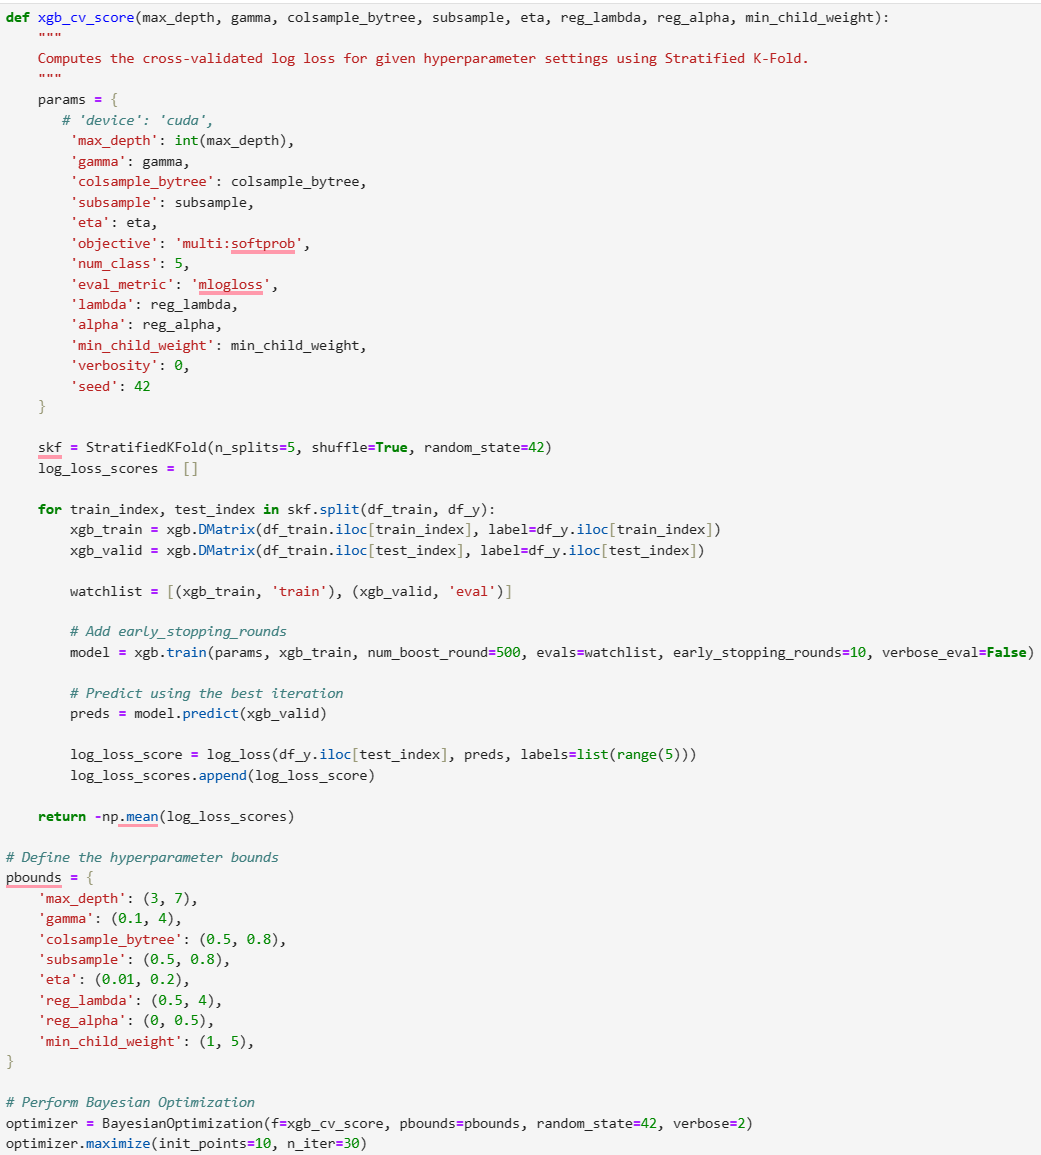 def xgb_cv_score(max_depth, gamma, colsample_bytree, subsample, eta, reg_lambda, reg_alpha, min_child_weight):
    """
    Computes the cross-validated log loss for given hyperparameter settings using Stratified K-Fold.
    """
    params = {
       # 'device': 'cuda',
        'max_depth': int(max_depth),
        'gamma': gamma,
        'colsample_bytree': colsample_bytree,
        'subsample': subsample,
        'eta': eta,
        'objective': 'multi:softprob',
        'num_class': 5,
        'eval_metric': 'mlogloss',
        'lambda': reg_lambda,
        'alpha': reg_alpha,
        'min_child_weight': min_child_weight,
        'verbosity': 0,
        'seed': 42
    }

    skf = StratifiedKFold(n_splits=5, shuffle=True, random_state=42)
    log_loss_scores = []

    for train_index, test_index in skf.split(df_train, df_y):
        xgb_train = xgb.DMatrix(df_train.iloc[train_index], label=df_y.iloc[train_index])
        xgb_valid = xgb.DMatrix(df_train.iloc[test_index], label=df_y.iloc[test_index])

        watchlist = [(xgb_train, 'train'), (xgb_valid, 'eval')]

        # Add early_stopping_rounds
        model = xgb.train(params, xgb_train, num_boost_round=500, evals=watchlist, early_stopping_rounds=10, verbose_eval=False)

        # Predict using the best iteration
        preds = model.predict(xgb_valid)

        log_loss_score = log_loss(df_y.iloc[test_index], preds, labels=list(range(5)))
        log_loss_scores.append(log_loss_score)

    return -np.mean(log_loss_scores)

# Define the hyperparameter bounds
pbounds = {
    'max_depth': (3, 7),
    'gamma': (0.1, 4),
    'colsample_bytree': (0.5, 0.8),
    'subsample': (0.5, 0.8),
    'eta': (0.01, 0.2),
    'reg_lambda': (0.5, 4),
    'reg_alpha': (0, 0.5),
    'min_child_weight': (1, 5),
}

# Perform Bayesian Optimization
optimizer = BayesianOptimization(f=xgb_cv_score, pbounds=pbounds, random_state=42, verbose=2)
optimizer.maximize(init_points=10, n_iter=30)